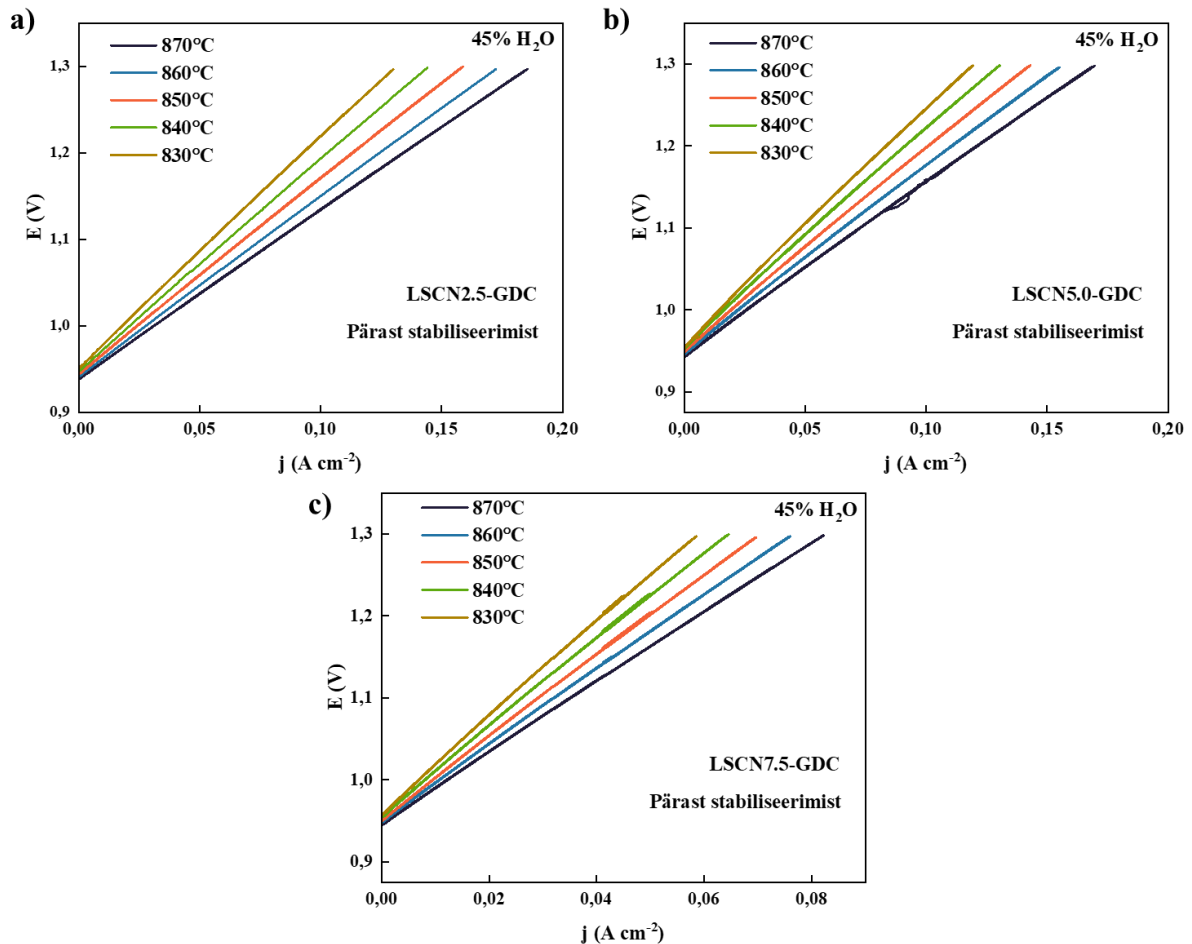 a)
45% H₂O
870°C
860°C
850°C
840°C
830°C
1,3
1,2
1,1
1,0
0,9
E (V)
LSCN2.5-GDC
Pärast stabiliseerimist
0,00 0,05 0,10 0,15 0,20
j (A cm⁻²)
b)
45% H₂O
870°C
860°C
850°C
840°C
830°C
1,3
1,2
1,1
1,0
0,9
E (V)
LSCN5.0-GDC
Pärast stabiliseerimist
0,00 0,05 0,10 0,15 0,20
j (A cm⁻²)
c)
45% H₂O
870°C
860°C
850°C
840°C
830°C
1,3
1,2
1,1
1,0
0,9
E (V)
LSCN7.5-GDC
Pärast stabiliseerimist
0,00 0,02 0,04 0,06 0,08
j (A cm⁻²)